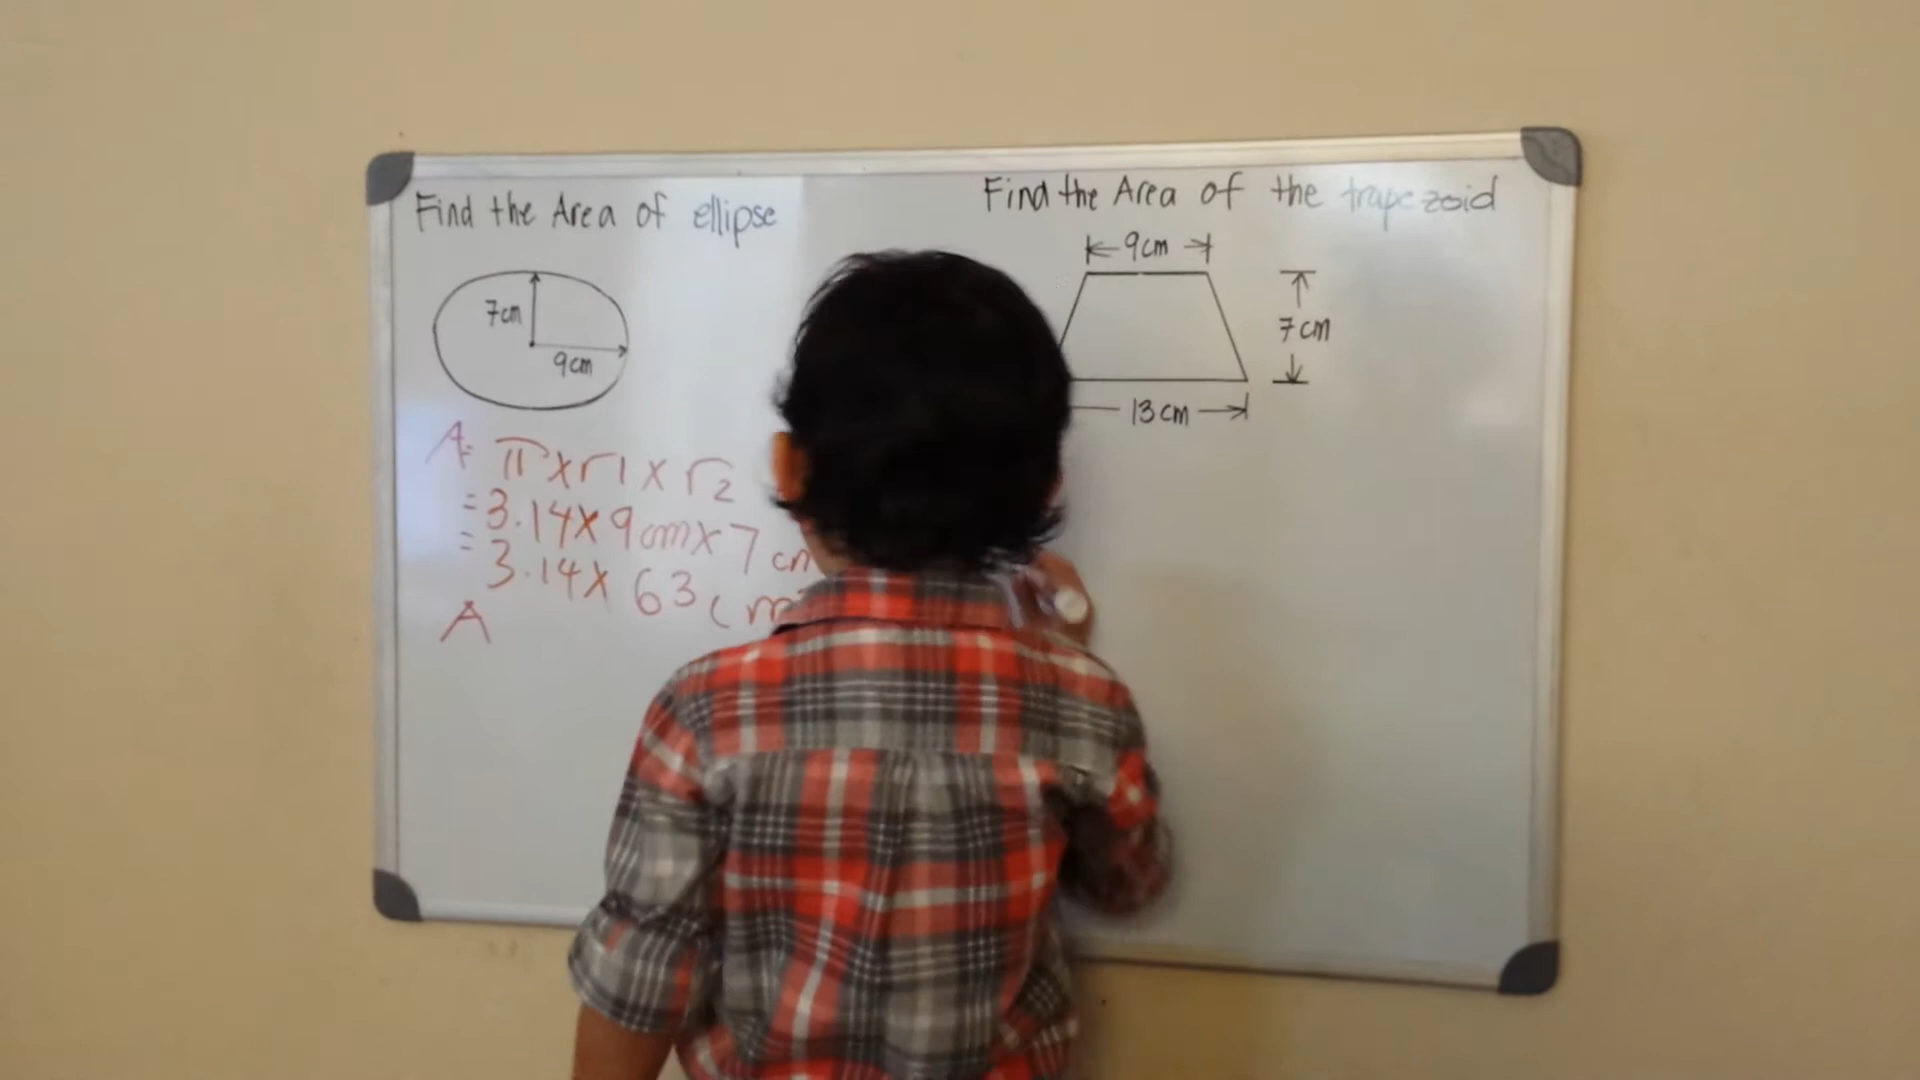 Find the Area of ellipse
7cm
9cm
A= π x r1 x r2
= 3.14 x 9cm x 7
= 3.14 x 63 cm
A
Find the Area of the trapezoid
9cm
7cm
13cm